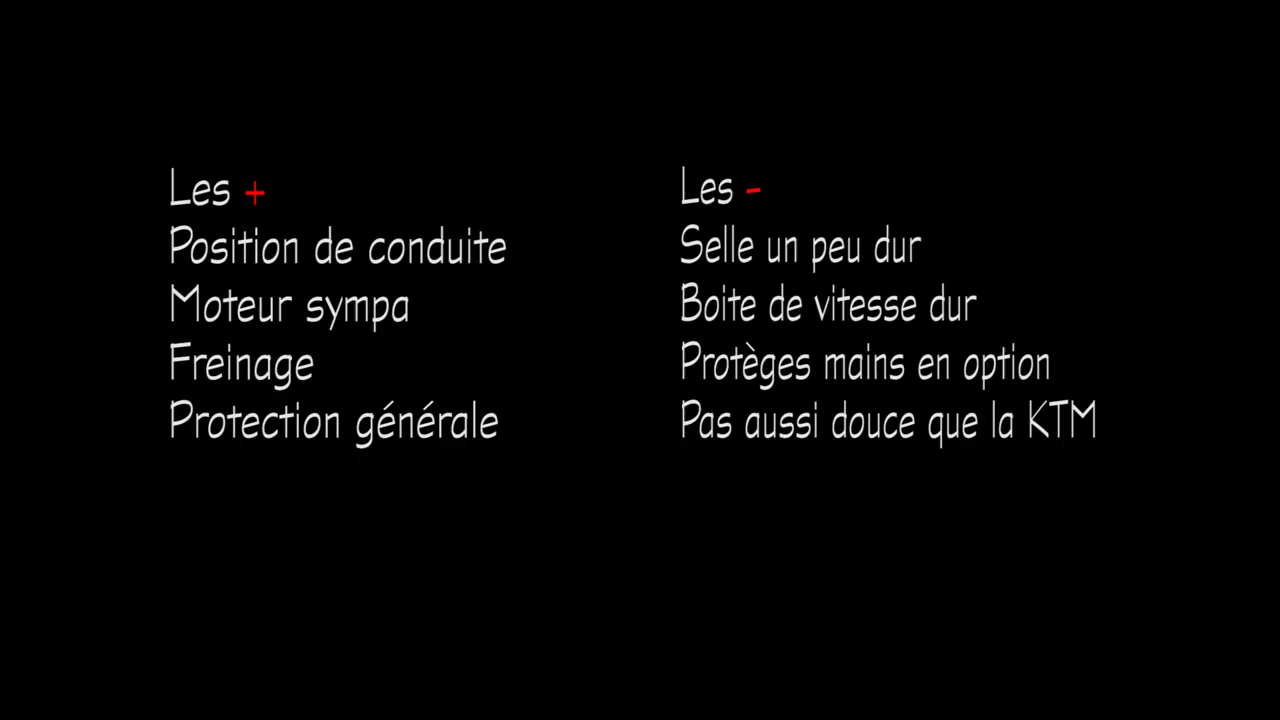 Les +
Position de conduite
Moteur sympa
Freinage
Protection générale
Les -
Selle un peu dur
Boite de vitesse dur
Protèges mains en option
Pas aussi douce que la KTM